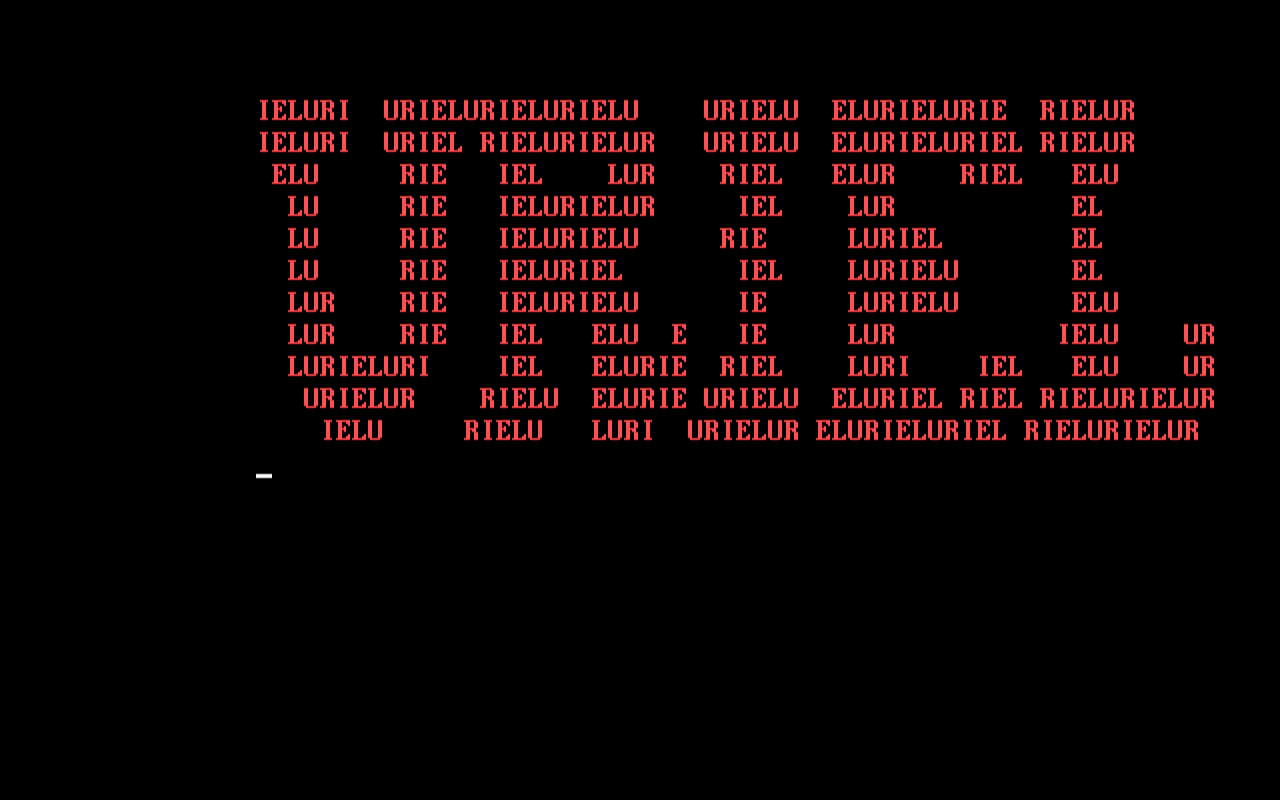 IELURI  URIELURIELURIELU    URIELU  ELURIELURIE  RIELUR
IELURI  URIEL RIELURIELUR   URIELU  ELURIELURIEL RIELUR
 ELU     RIE   IEL    LUR    RIEL   ELUR    RIEL   ELU
  LU     RIE   IELURIELUR     IEL    LUR           EL
  LU     RIE   IELURIELU     RIE     LURIEL        EL
  LU     RIE   IELURIEL       IEL    LURIELU       EL
  LUR    RIE   IELURIELU      IE     LURIELU       ELU
  LUR    RIE   IEL   ELU  E   IE     LUR          IELU    UR
  LURIELURI    IEL   ELURIE  RIEL    LURI    IEL   ELU    UR
   URIELUR    RIELU  ELURIE URIELU  ELURIEL RIEL RIELURIELUR
    IELU     RIELU   LURI  URIELUR ELURIELURIEL RIELURIELUR